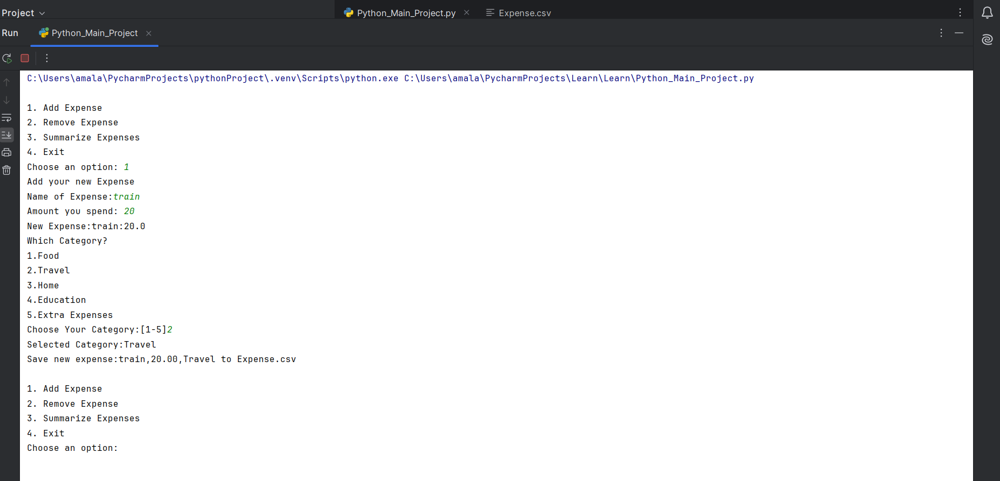 Project
Python_Main_Project.py
Expense.csv
Run
Python_Main_Project
C:\Users\amala\PycharmProjects\pythonProject\.venv\Scripts\python.exe C:\Users\amala\PycharmProjects\Learn\Learn\Python_Main_Project.py
1. Add Expense
2. Remove Expense
3. Summarize Expenses
4. Exit
Choose an option: 1
Add your new Expense
Name of Expense:train
Amount you spend: 20
New Expense:train:20.0
Which Category?
1.Food
2.Travel
3.Home
4.Education
5.Extra Expenses
Choose Your Category:[1-5]2
Selected Category:Travel
Save new expense:train,20.00,Travel to Expense.csv
1. Add Expense
2. Remove Expense
3. Summarize Expenses
4. Exit
Choose an option: